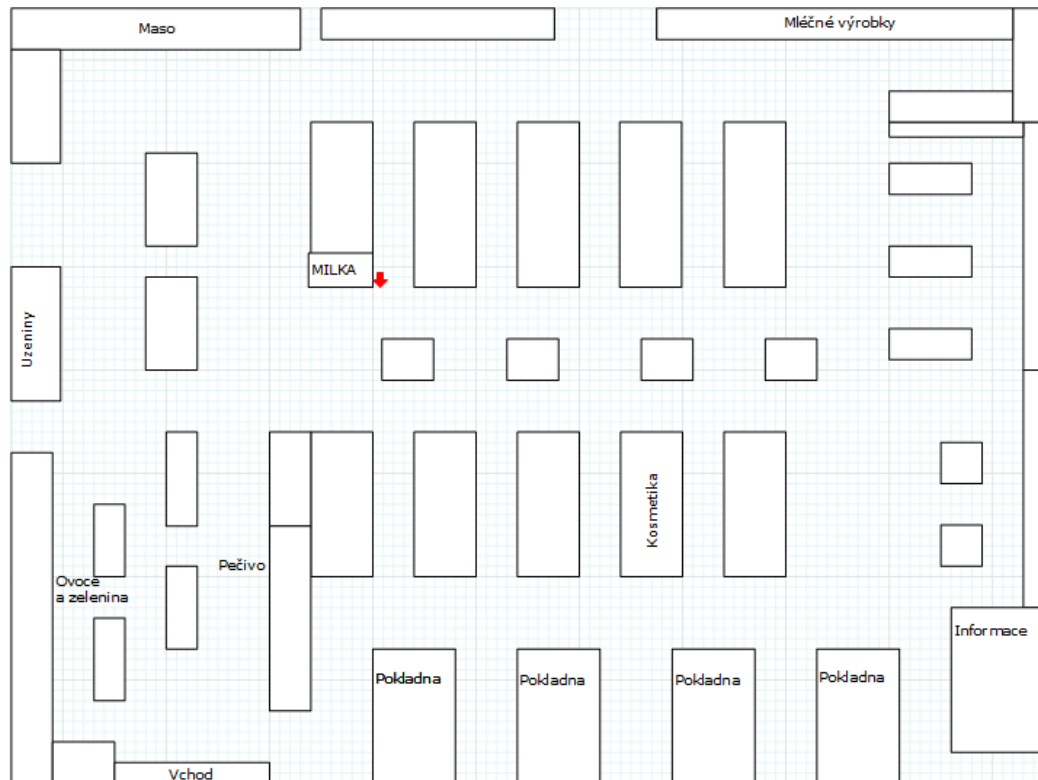 Maso
Mléčné výrobky
MILKA
Uzeniny
Kosmetika
Pečivo
Ovoce
a zelenina
Informace
Pokladna
Pokladna
Pokladna
Pokladna
Vchod